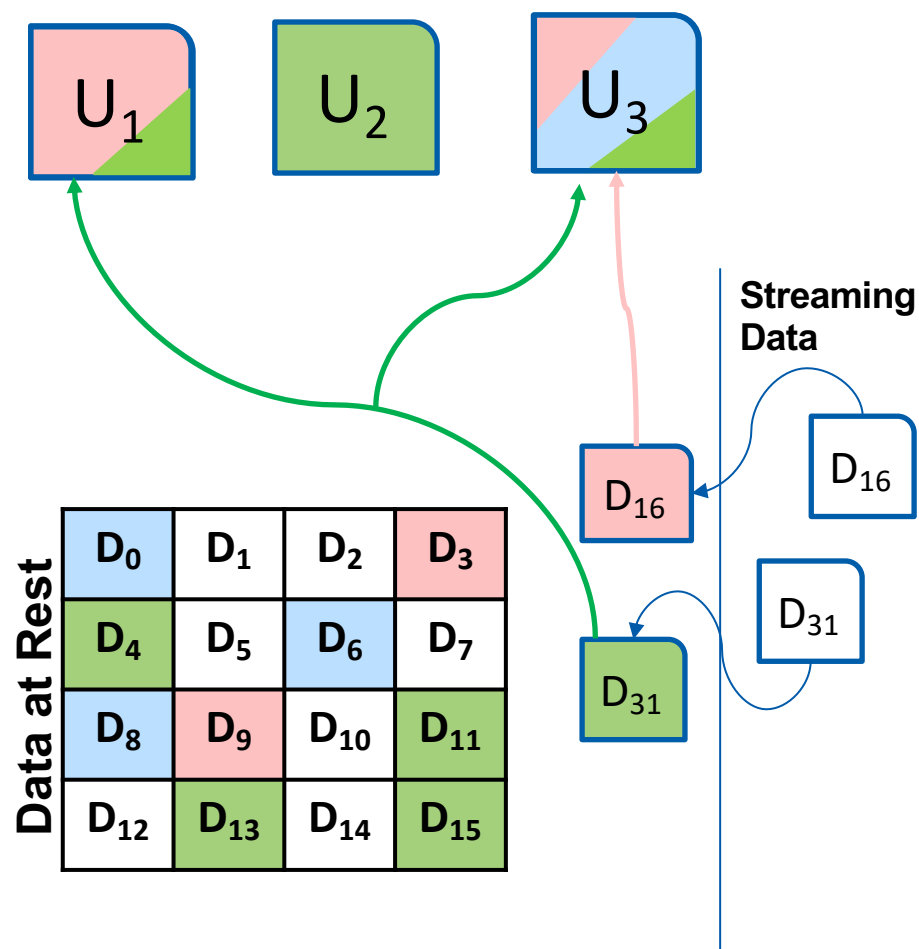 U₁
U₂
U₃
Streaming
Data
D₁₆
D₁₆
D₃₁
D₃₁
Data at Rest
D₀ D₁ D₂ D₃
D₄ D₅ D₆ D₇
D₈ D₉ D₁₀ D₁₁
D₁₂ D₁₃ D₁₄ D₁₅